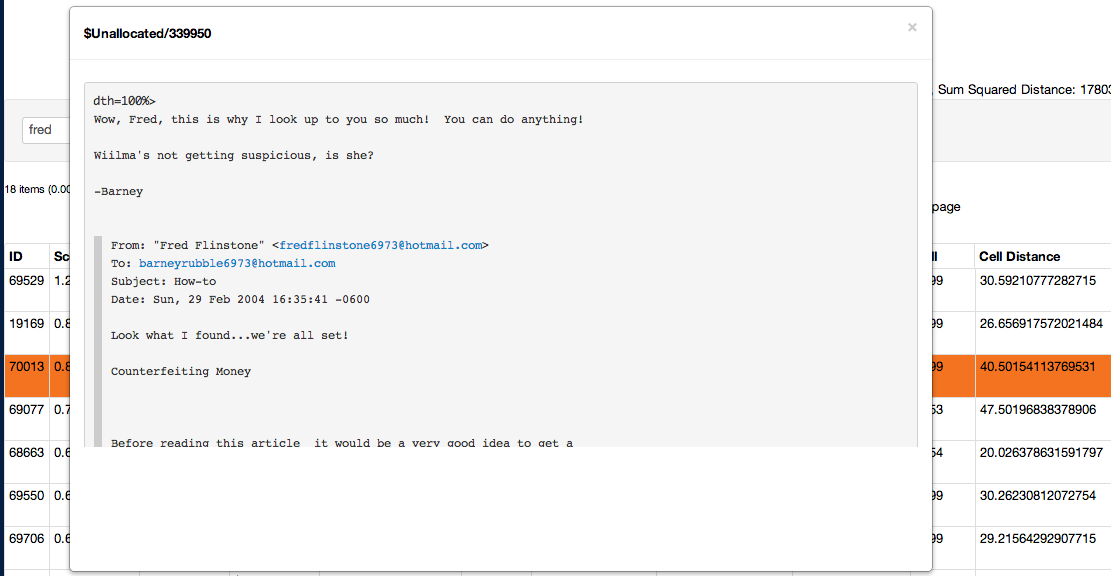 $Unallocated/339950
×
, Sum Squared Distance: 17803
fred
18 items (0.00
page
dth=100%>
Wow, Fred, this is why I look up to you so much!  You can do anything!
Wiilma's not getting suspicious, is she?
-Barney
From: "Fred Flinstone" <fredflinstone6973@hotmail.com>
To: barneyrubble6973@hotmail.com
Subject: How-to
Date: Sun, 29 Feb 2004 16:35:41 -0600
Look what I found...we're all set!
Counterfeiting Money
Before reading this article  it would be a very good idea to get a
ID Sc ll Cell Distance
69529 1.2 99 30.59210777282715
19169 0.8 99 26.656917572021484
70013 0.8 99 40.50154113769531
69077 0.7 53 47.50196838378906
68663 0.6 54 20.026378631591797
69550 0.6 99 30.26230812072754
69706 0.6 99 29.21564292907715